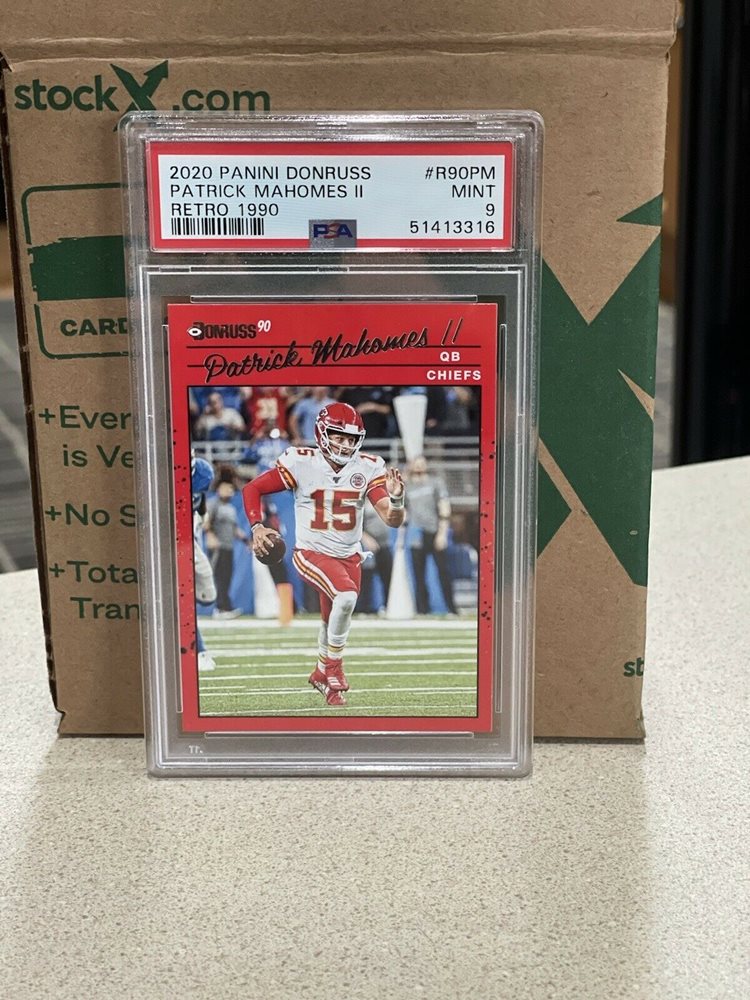 stockX.com
2020 PANINI DONRUSS #R90PM
PATRICK MAHOMES II MINT
RETRO 1990 9
PSA 51413316
CARD
+Ever
is Ve
+No S
+Tota
Tran
DONRUSS 90
Patrick Mahomes II
QB
CHIEFS
15
15
st